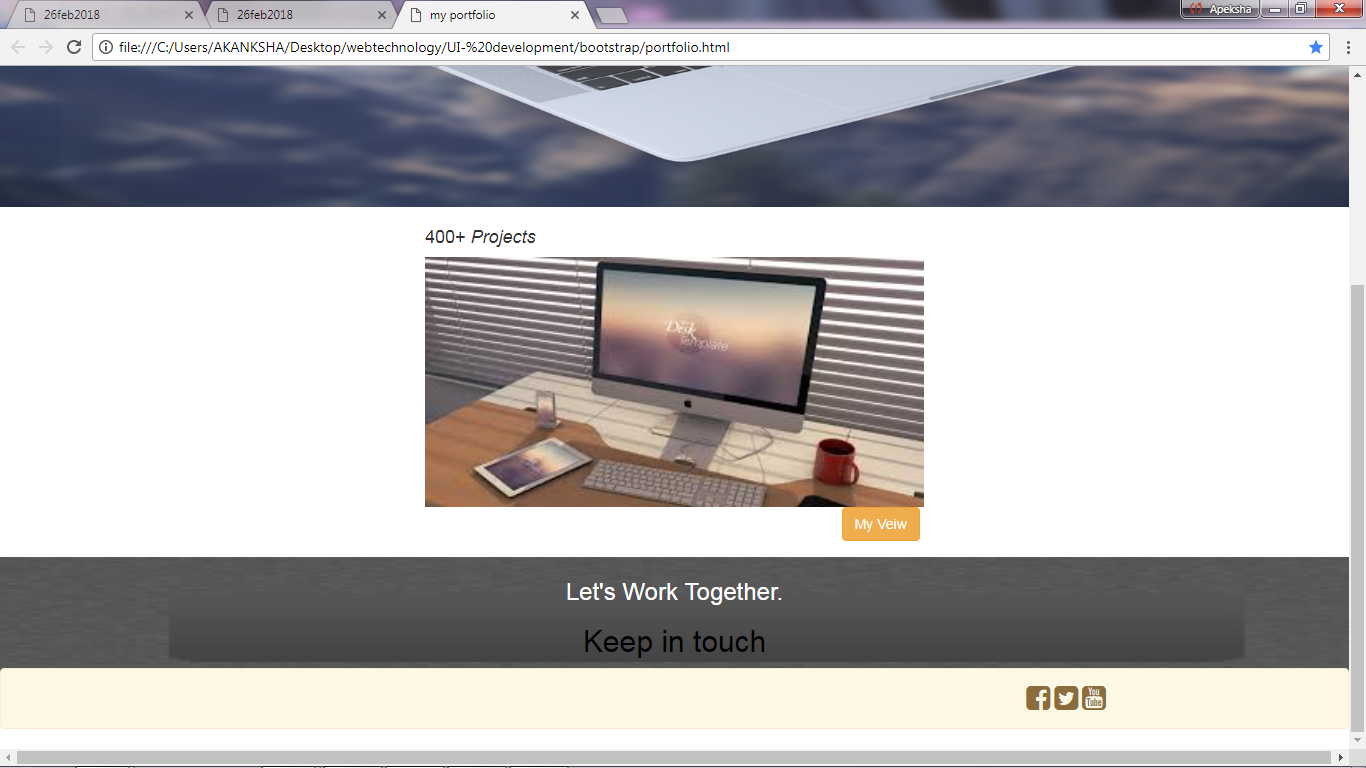 26feb2018
26feb2018
my portfolio
Apeksha
file:///C:/Users/AKANKSHA/Desktop/webtechnology/UI-%20development/bootstrap/portfolio.html
400+ Projects
Desk
Template
My Veiw
Let's Work Together.
Keep in touch
You
Tube